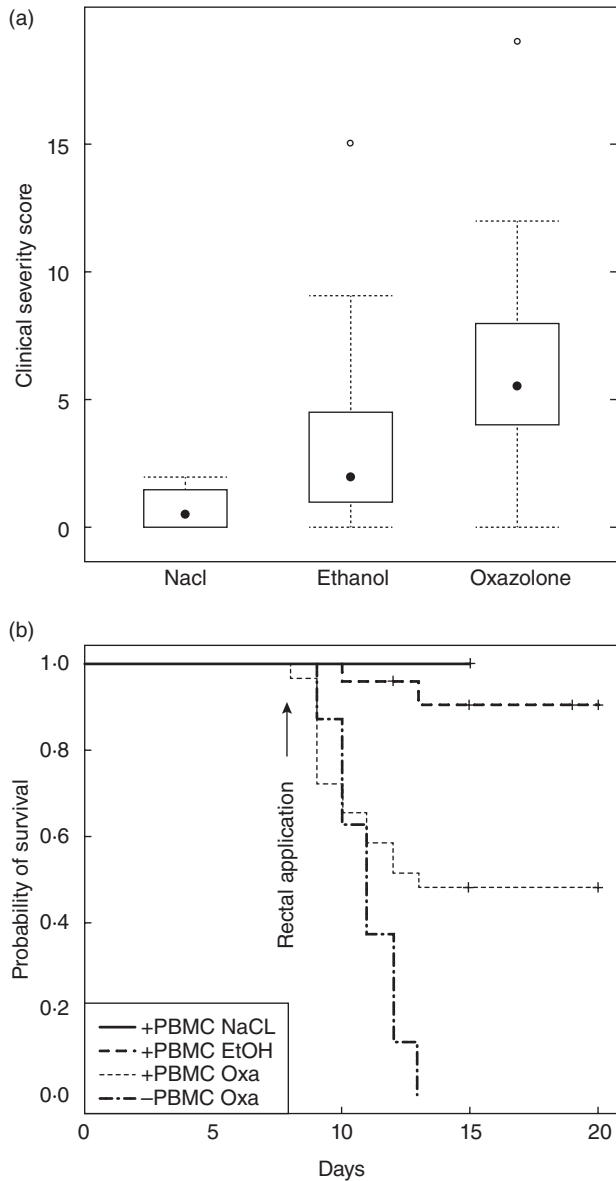 (a)
Clinical severity score
15
10
5
0
Nacl
Ethanol
Oxazolone
(b)
Probability of survival
1·0
0·8
0·6
0·4
0·2
0·0
Rectal application
+PBMC NaCL
+PBMC EtOH
+PBMC Oxa
–PBMC Oxa
0
5
10
15
20
Days